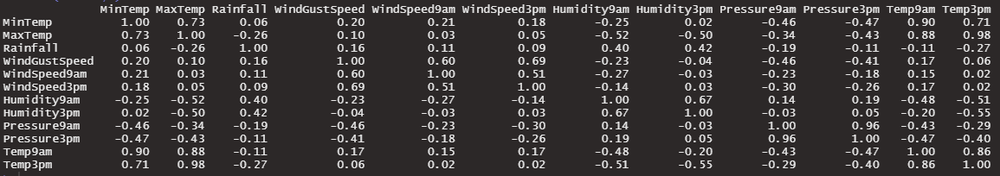 MinTemp MaxTemp Rainfall WindGustSpeed WindSpeed9am WindSpeed3pm Humidity9am Humidity3pm Pressure9am Pressure3pm Temp9am Temp3pm
MinTemp 1.00 0.73 0.06 0.20 0.21 0.18 -0.25 0.02 -0.46 -0.47 0.90 0.71
MaxTemp 0.73 1.00 -0.26 0.10 0.03 0.05 -0.52 -0.50 -0.34 -0.43 0.88 0.98
Rainfall 0.06 -0.26 1.00 0.16 0.11 0.09 0.40 0.42 -0.19 -0.11 -0.11 -0.27
WindGustSpeed 0.20 0.10 0.16 1.00 0.60 0.69 -0.23 -0.04 -0.46 -0.41 0.17 0.06
WindSpeed9am 0.21 0.03 0.11 0.60 1.00 0.51 -0.27 -0.03 -0.23 -0.18 0.15 0.02
WindSpeed3pm 0.18 0.05 0.09 0.69 0.51 1.00 -0.14 0.03 -0.30 -0.26 0.17 0.02
Humidity9am -0.25 -0.52 0.40 -0.23 -0.27 -0.14 1.00 0.67 0.14 0.19 -0.48 -0.51
Humidity3pm 0.02 -0.50 0.42 -0.04 -0.03 0.03 0.67 1.00 -0.03 0.05 -0.20 -0.55
Pressure9am -0.46 -0.34 -0.19 -0.46 -0.23 -0.30 0.14 -0.03 1.00 0.96 -0.43 -0.29
Pressure3pm -0.47 -0.43 -0.11 -0.41 -0.18 -0.26 0.19 0.05 0.96 1.00 -0.47 -0.40
Temp9am 0.90 0.88 -0.11 0.17 0.15 0.17 -0.48 -0.20 -0.43 -0.47 1.00 0.86
Temp3pm 0.71 0.98 -0.27 0.06 0.02 0.02 -0.51 -0.55 -0.29 -0.40 0.86 1.00